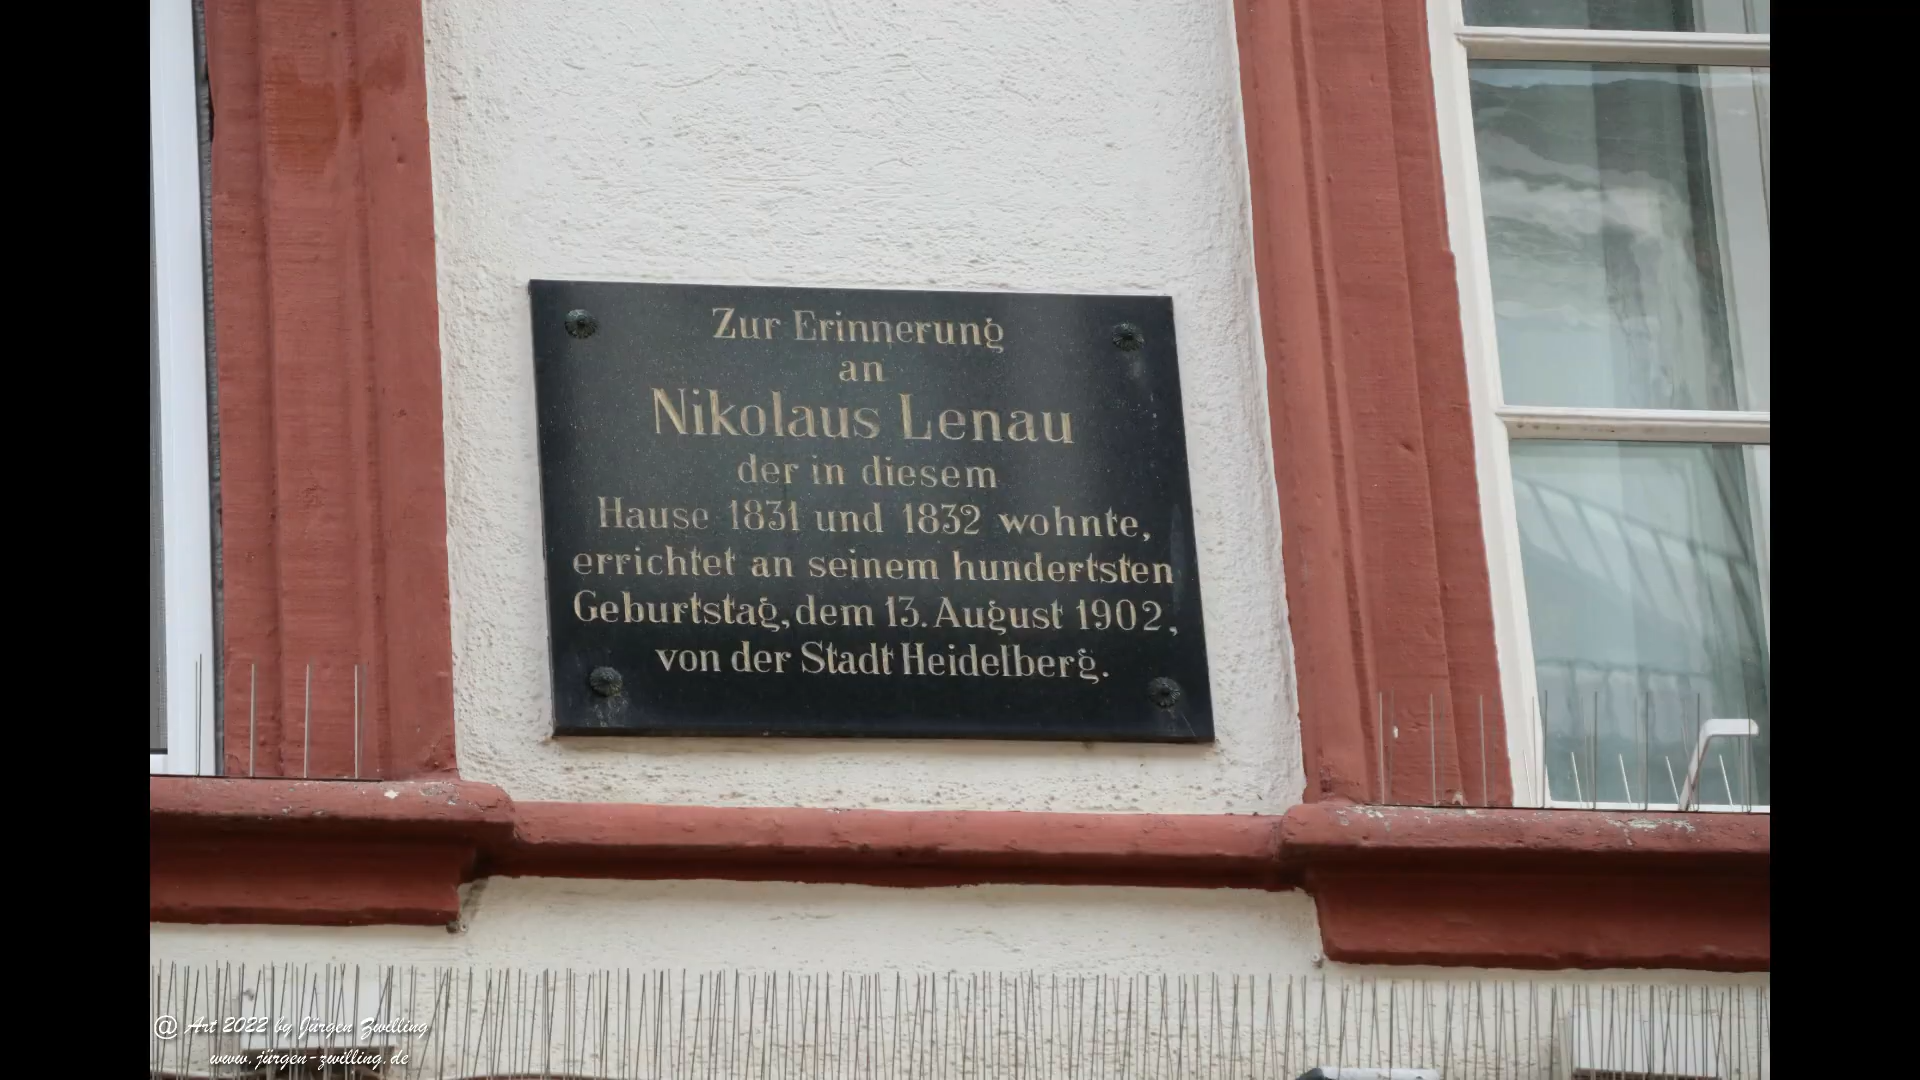 Zur Erinnerung
an
Nikolaus Lenau
der in diesem
Hause 1831 und 1832 wohnte,
errichtet an seinem hundertsten
Geburtstag, dem 13. August 1902,
von der Stadt Heidelberg.
@ Art 2022 by Jürgen Zwilling
www.jürgen-zwilling.de